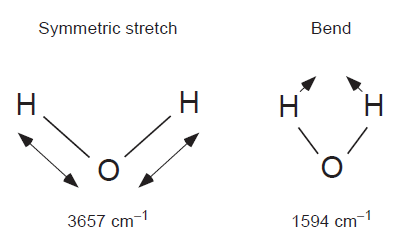 Symmetric stretch
Bend
H
H
H
H
O
O
3657 cm⁻¹
1594 cm⁻¹